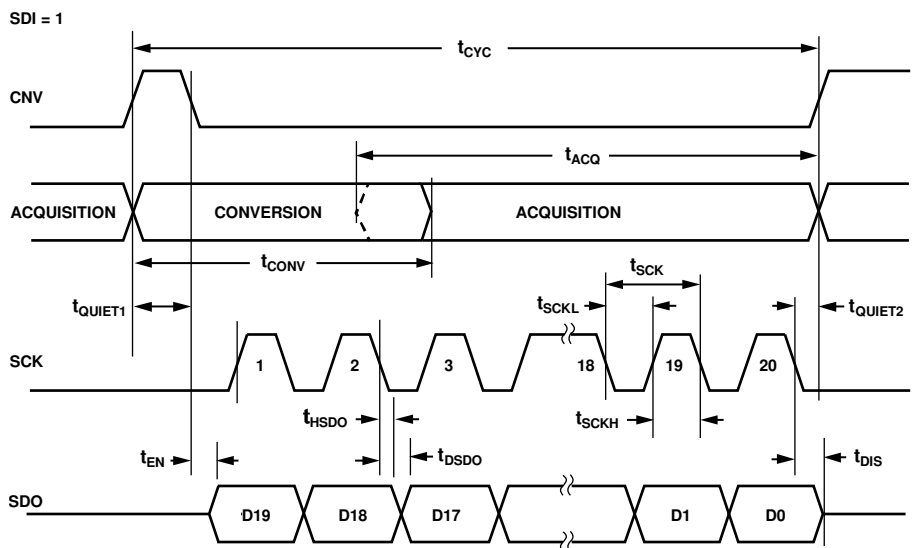 SDI = 1
tCYC
CNV
tACQ
ACQUISITION CONVERSION ACQUISITION
tCONV
tSCK
tQUIET1 tSCKL tQUIET2
SCK 1 2 3 18 19 20
tHSDO tSCKH
tEN tDSDO tDIS
SDO D19 D18 D17 D1 D0